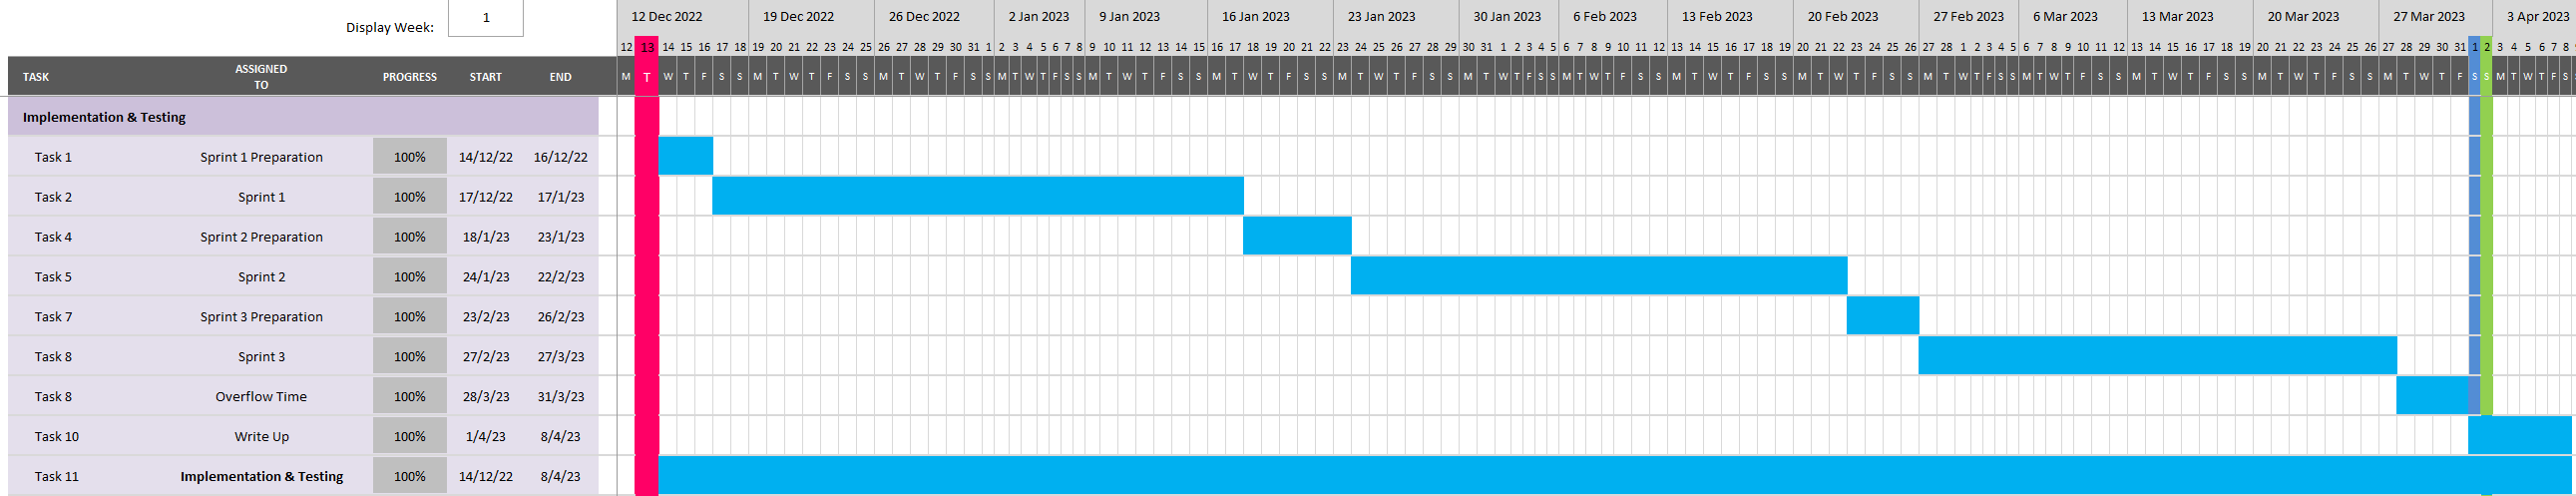 Display Week: 1
12 Dec 2022 19 Dec 2022 26 Dec 2022 2 Jan 2023 9 Jan 2023 16 Jan 2023 23 Jan 2023 30 Jan 2023 6 Feb 2023 13 Feb 2023 20 Feb 2023 27 Feb 2023 6 Mar 2023 13 Mar 2023 20 Mar 2023 27 Mar 2023 3 Apr 2023
12 13 14 15 16 17 18 19 20 21 22 23 24 25 26 27 28 29 30 31 1 2 3 4 5 6 7 8 9 10 11 12 13 14 15 16 17 18 19 20 21 22 23 24 25 26 27 28 29 30 31 1 2 3 4 5 6 7 8 9 10 11 12 13 14 15 16 17 18 19 20 21 22 23 24 25 26 27 28 1 2 3 4 5 6 7 8 9 10 11 12 13 14 15 16 17 18 19 20 21 22 23 24 25 26 27 28 29 30 31 1 2 3 4 5 6 7 8
TASK ASSIGNED TO PROGRESS START END M T W T F S S M T W T F S S M T W T F S S M T W T F S S M T W T F S S M T W T F S S M T W T F S S M T W T F S S M T W T F S S M T W T F S S M T W T F S S M T W T F S S M T W T F S S M T W T F S S M T W T F S S M T W T F S S M T W T F S
Implementation & Testing
Task 1 Sprint 1 Preparation 100% 14/12/22 16/12/22
Task 2 Sprint 1 100% 17/12/22 17/1/23
Task 4 Sprint 2 Preparation 100% 18/1/23 23/1/23
Task 5 Sprint 2 100% 24/1/23 22/2/23
Task 7 Sprint 3 Preparation 100% 23/2/23 26/2/23
Task 8 Sprint 3 100% 27/2/23 27/3/23
Task 8 Overflow Time 100% 28/3/23 31/3/23
Task 10 Write Up 100% 1/4/23 8/4/23
Task 11 Implementation & Testing 100% 14/12/22 8/4/23